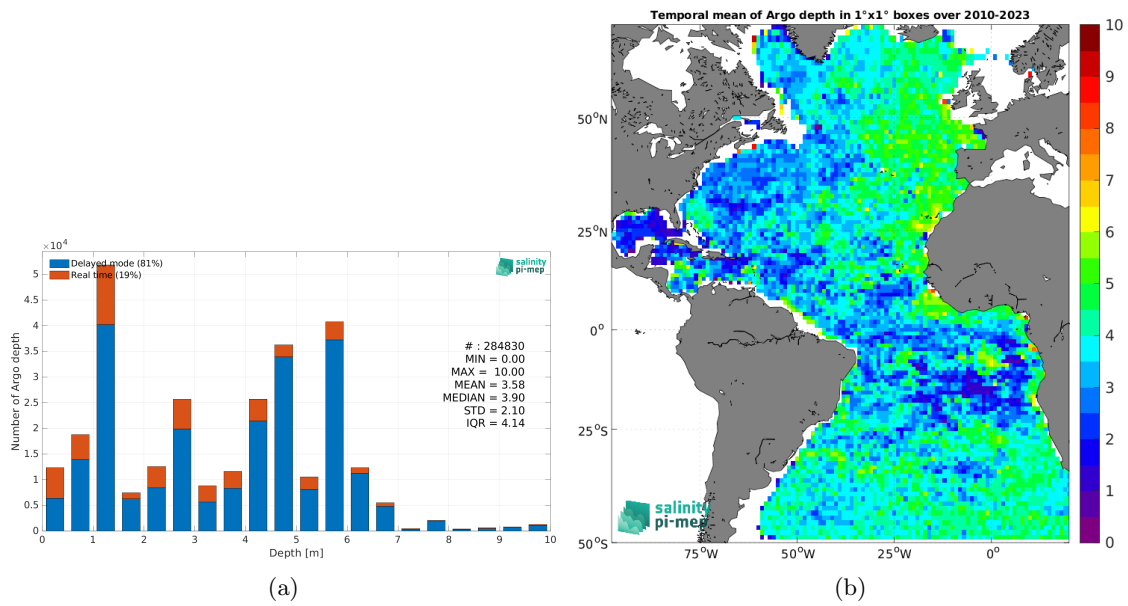 ×10⁴
5
4.5
4
3.5
3
2.5
2
1.5
1
0.5
0
Number of Argo depth
Delayed mode (81%)
Real time (19%)
salinity
pi-mep
# : 284830
MIN = 0.00
MAX = 10.00
MEAN = 3.58
MEDIAN = 3.90
STD = 2.10
IQR = 4.14
0 1 2 3 4 5 6 7 8 9 10
Depth [m]
(a)
Temporal mean of Argo depth in 1°x1° boxes over 2010-2023
50°N
25°N
0°
25°S
50°S
75°W 50°W 25°W 0°
salinity
pi-mep
10
9
8
7
6
5
4
3
2
1
0
(b)